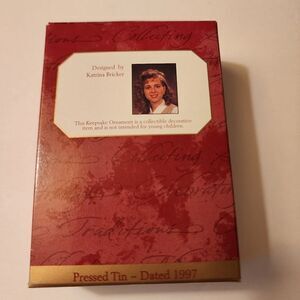 Collecting
Designed by
Katrina Bricker
This Keepsake Ornament is a collectible decorative
item and is not intended for young children.
Collecting
Traditions
Pressed Tin – Dated 1997